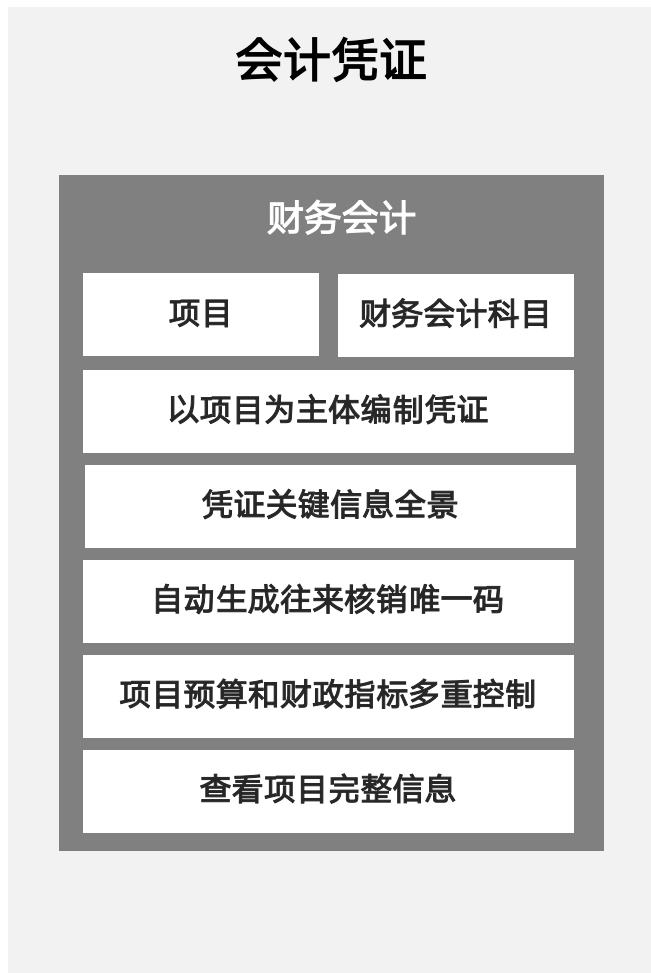 会计凭证
财务会计
项目
财务会计科目
以项目为主体编制凭证
凭证关键信息全景
自动生成往来核销唯一码
项目预算和财政指标多重控制
查看项目完整信息